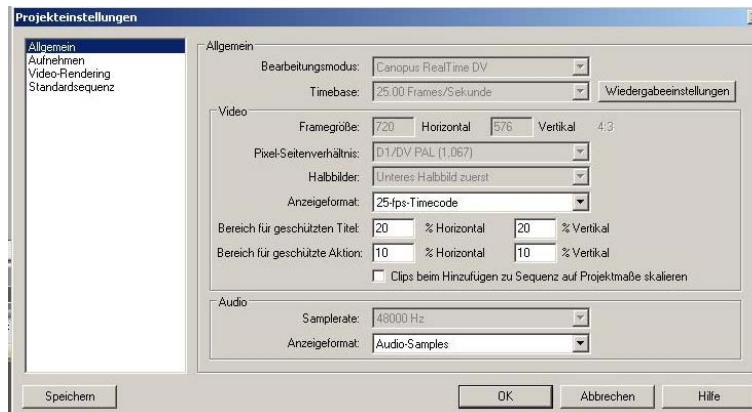 Projekteinstellungen
Allgemein
Aufnehmen
Video-Rendering
Standardsequenz
Allgemein
Bearbeitungsmodus: Canopus RealTime DV
Timebase: 25.00 Frames/Sekunde Wiedergabeeinstellungen
Video
Framegröße: 720 Horizontal 576 Vertikal 4:3
Pixel-Seitenverhältnis: D1/DV PAL (1,067)
Halbbilder: Unteres Halbbild zuerst
Anzeigeformat: 25-fps-Timecode
Bereich für geschützten Titel: 20 % Horizontal 20 % Vertikal
Bereich für geschützte Aktion: 10 % Horizontal 10 % Vertikal
Clips beim Hinzufügen zu Sequenz auf Projektmaße skalieren
Audio
Samplerate: 48000 Hz
Anzeigeformat: Audio-Samples
Speichern OK Abbrechen Hilfe